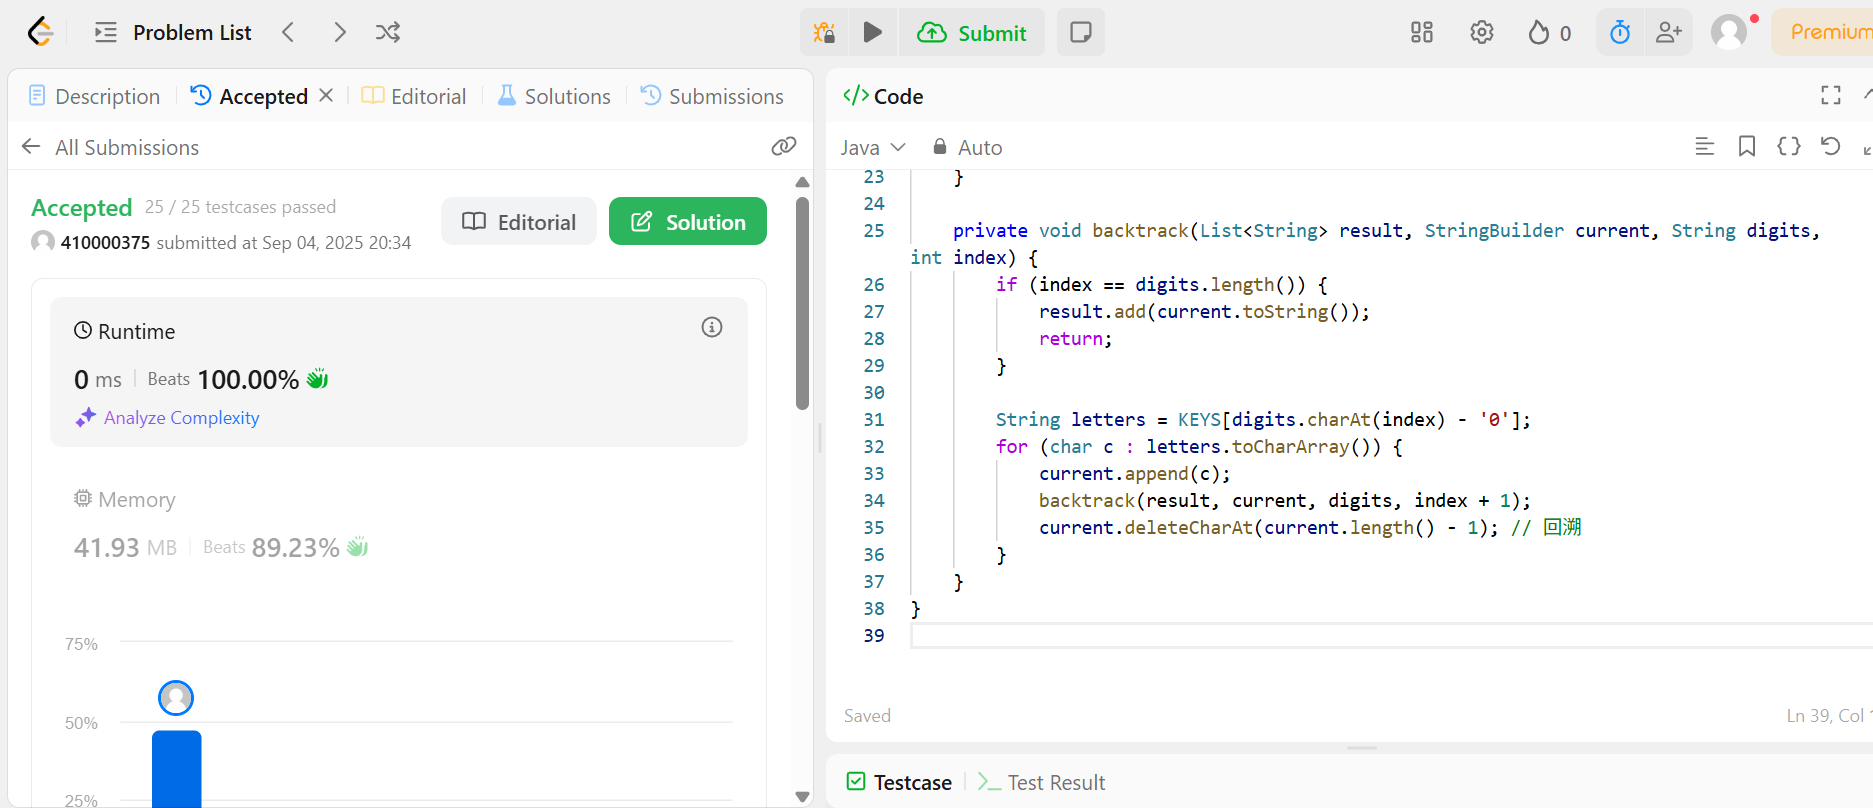 Problem List
Submit
0
Premium
Description
Accepted
Editorial
Solutions
Submissions
All Submissions
Accepted 25 / 25 testcases passed
410000375 submitted at Sep 04, 2025 20:34
Editorial
Solution
Runtime
0 ms Beats 100.00%
Analyze Complexity
Memory
41.93 MB Beats 89.23%
75%
50%
25%
</> Code
Java
Auto
23 }
24
25 private void backtrack(List<String> result, StringBuilder current, String digits,
int index) {
26 if (index == digits.length()) {
27 result.add(current.toString());
28 return;
29 }
30
31 String letters = KEYS[digits.charAt(index) - '0'];
32 for (char c : letters.toCharArray()) {
33 current.append(c);
34 backtrack(result, current, digits, index + 1);
35 current.deleteCharAt(current.length() - 1); // 回溯
36 }
37 }
38 }
39
Saved
Ln 39, Col
Testcase
Test Result